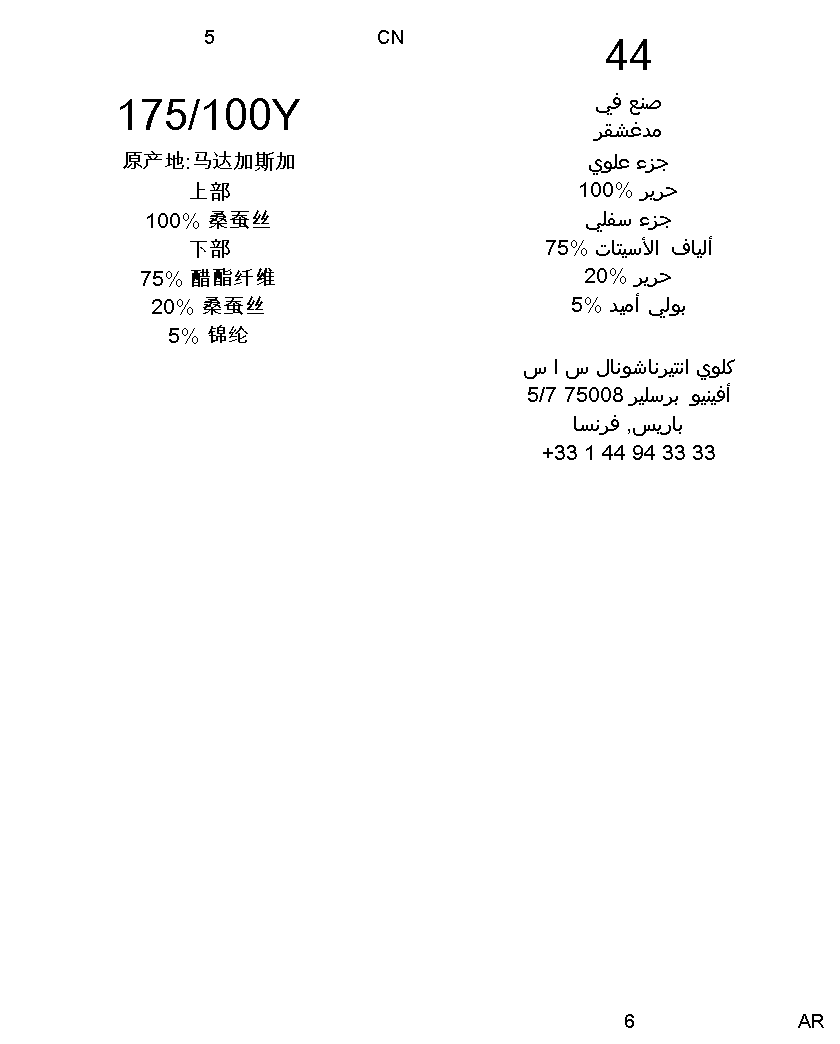 5
CN
175/100Y
原产地:马达加斯加
上部
100% 桑蚕丝
下部
75% 醋酯纤维
20% 桑蚕丝
5% 锦纶
44
صنع في
مدغشقر
جزء علوي
حرير %100
جزء سفلي
ألياف الأسيتات %75
حرير %20
بولي أميد %5
كلوي انتيرناشونال س ا س
أفينيو برسلير 75008 5/7
باريس, فرنسا
+33 1 44 94 33 33
6
AR